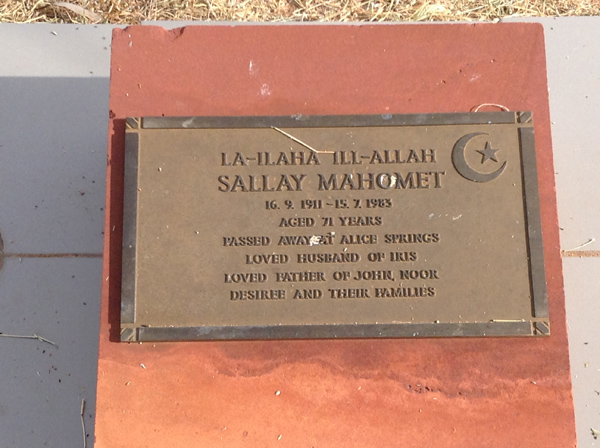 LA-ILAHA ILL-ALLAH
SALLAY MAHOMET
16. 9. 1911 - 15. 7. 1983
AGED 71 YEARS
PASSED AWAY AT ALICE SPRINGS
LOVED HUSBAND OF IRIS
LOVED FATHER OF JOHN, NOOR
DESIREE AND THEIR FAMILIES